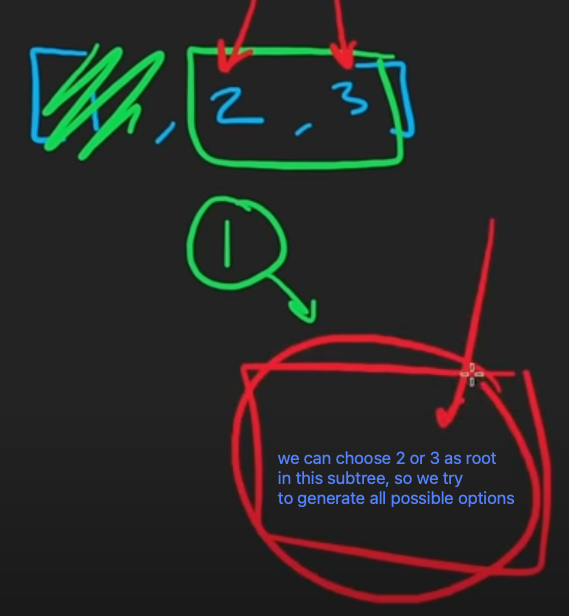 [ , 2 , 3 ]
1
we can choose 2 or 3 as root
in this subtree, so we try
to generate all possible options